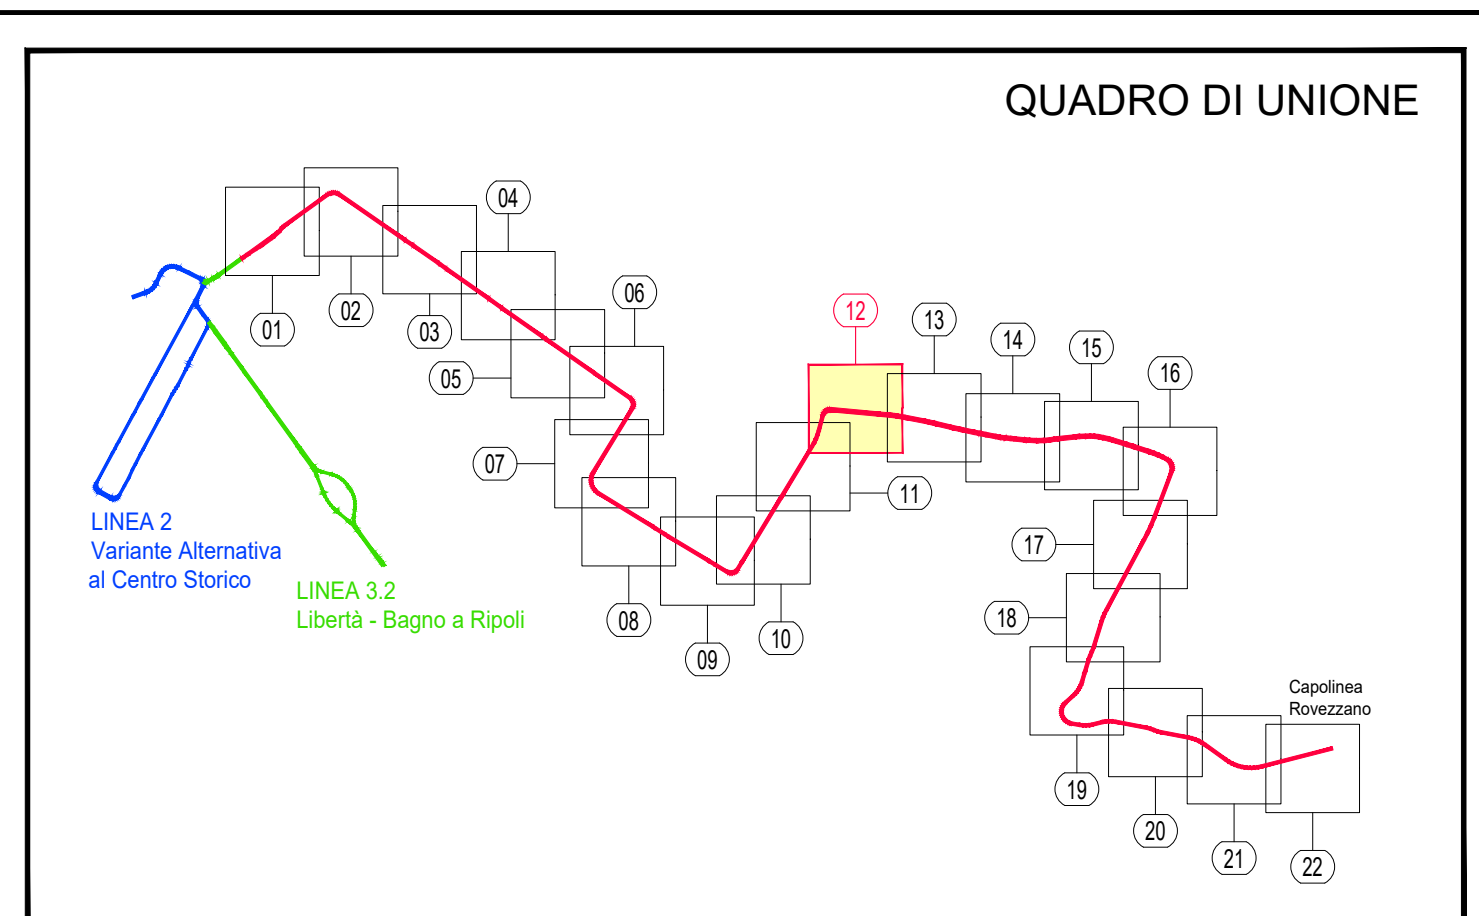 QUADRO DI UNIONE
04
06
01
02
03
12
13
14
15
05
16
07
11
LINEA 2
Variante Alternativa
al Centro Storico
17
LINEA 3.2
Libertà - Bagno a Ripoli
08
18
10
09
Capolinea
Rovezzano
19
20
21
22